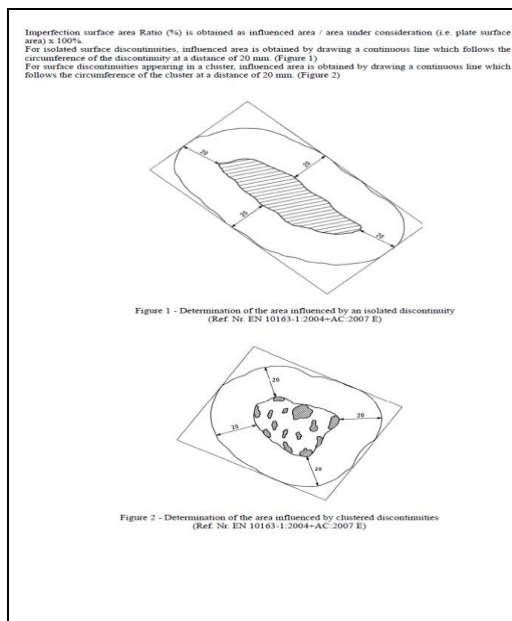 Imperfection surface area Ratio (%) is obtained as influenced area / area under consideration (i.e. plate surface
area) x 100%.
For isolated surface discontinuities, influenced area is obtained by drawing a continuous line which follows the
circumference of the discontinuity at a distance of 20 mm. (Figure 1)
For surface discontinuities appearing in a cluster, influenced area is obtained by drawing a continuous line which
follows the circumference of the cluster at a distance of 20 mm. (Figure 2)
20
20
20
20
Figure 1 - Determination of the area influenced by an isolated discontinuity
(Ref. Nr. EN 10163-1:2004+AC:2007 E)
20
20
20
20
Figure 2 - Determination of the area influenced by clustered discontinuities
(Ref. Nr. EN 10163-1:2004+AC:2007 E)